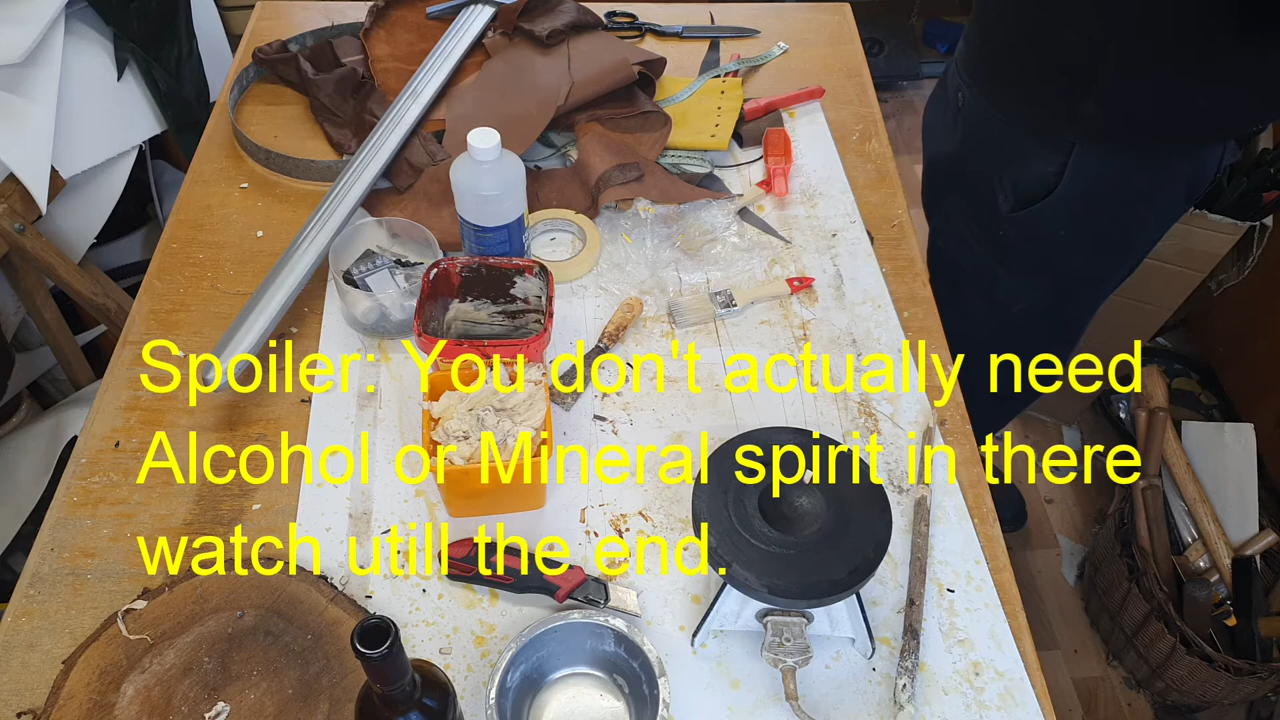 Spoiler: You don't actually need
Alcohol or Mineral spirit in there
watch utill the end.